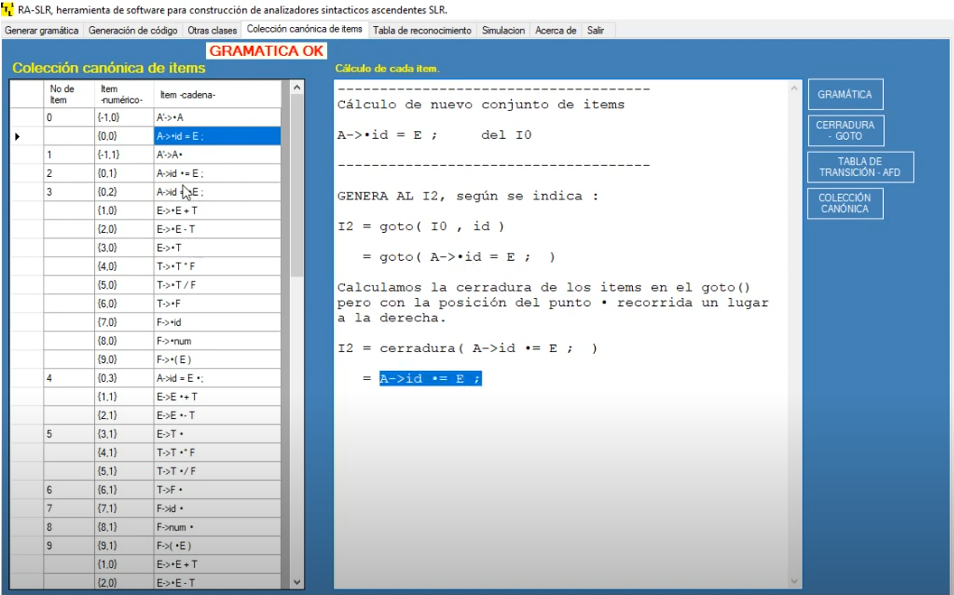 RA-SLR, herramienta de software para construcción de analizadores sintacticos ascendentes SLR.
Generar gramática Generación de código Otras clases Colección canónica de items Tabla de reconocimiento Simulacion Acerca de Salir
GRAMATICA OK
Colección canónica de items
No de Item Item -numérico- Item -cadena-
0 {-1,0} A'->•A
{0,0} A->•id = E ;
1 {-1,1} A'->A•
2 {0,1} A->id •= E ;
3 {0,2} A->id =•E ;
{1,0} E->•E + T
{2,0} E->•E - T
{3,0} E->•T
{4,0} T->•T * F
{5,0} T->•T / F
{6,0} T->•F
{7,0} F->•id
{8,0} F->•num
{9,0} F->•( E )
4 {0,3} A->id = E •;
{1,1} E->E •+ T
{2,1} E->E •- T
5 {3,1} E->T •
{4,1} T->T •* F
{5,1} T->T •/ F
6 {6,1} T->F •
7 {7,1} F->id •
8 {8,1} F->num •
9 {9,1} F->( •E )
{1,0} E->•E + T
{2,0} E->•E - T
Cálculo de cada item.
-------------------------------------
Cálculo de nuevo conjunto de items
A->•id = E ; del I0
-------------------------------------
GENERA AL I2, según se indica :
I2 = goto( I0 , id )
= goto( A->•id = E ; )
Calculamos la cerradura de los items en el goto()
pero con la posición del punto • recorrida un lugar
a la derecha.
I2 = cerradura( A->id •= E ; )
= A->id •= E ;
GRAMÁTICA
CERRADURA
- GOTO
TABLA DE
TRANSICIÓN - AFD
COLECCIÓN
CANÓNICA